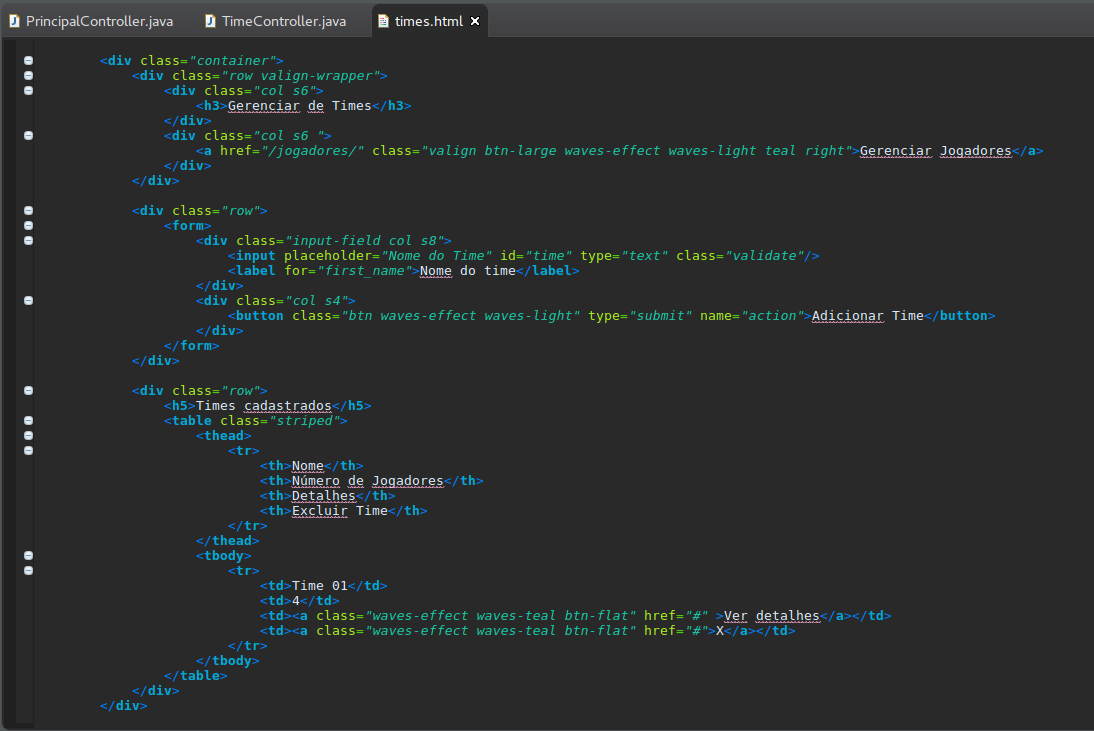 PrincipalController.java TimeController.java times.html
<div class="container">
<div class="row valign-wrapper">
<div class="col s6">
<h3>Gerenciar de Times</h3>
</div>
<div class="col s6 ">
<a href="/jogadores/" class="valign btn-large waves-effect waves-light teal right">Gerenciar Jogadores</a>
</div>
</div>
<div class="row">
<form>
<div class="input-field col s8">
<input placeholder="Nome do Time" id="time" type="text" class="validate"/>
<label for="first_name">Nome do time</label>
</div>
<div class="col s4">
<button class="btn waves-effect waves-light" type="submit" name="action">Adicionar Time</button>
</div>
</form>
</div>
<div class="row">
<h5>Times cadastrados</h5>
<table class="striped">
<thead>
<tr>
<th>Nome</th>
<th>Número de Jogadores</th>
<th>Detalhes</th>
<th>Excluir Time</th>
</tr>
</thead>
<tbody>
<tr>
<td>Time 01</td>
<td>4</td>
<td><a class="waves-effect waves-teal btn-flat" href="#" >Ver detalhes</a></td>
<td><a class="waves-effect waves-teal btn-flat" href="#">X</a></td>
</tr>
</tbody>
</table>
</div>
</div>